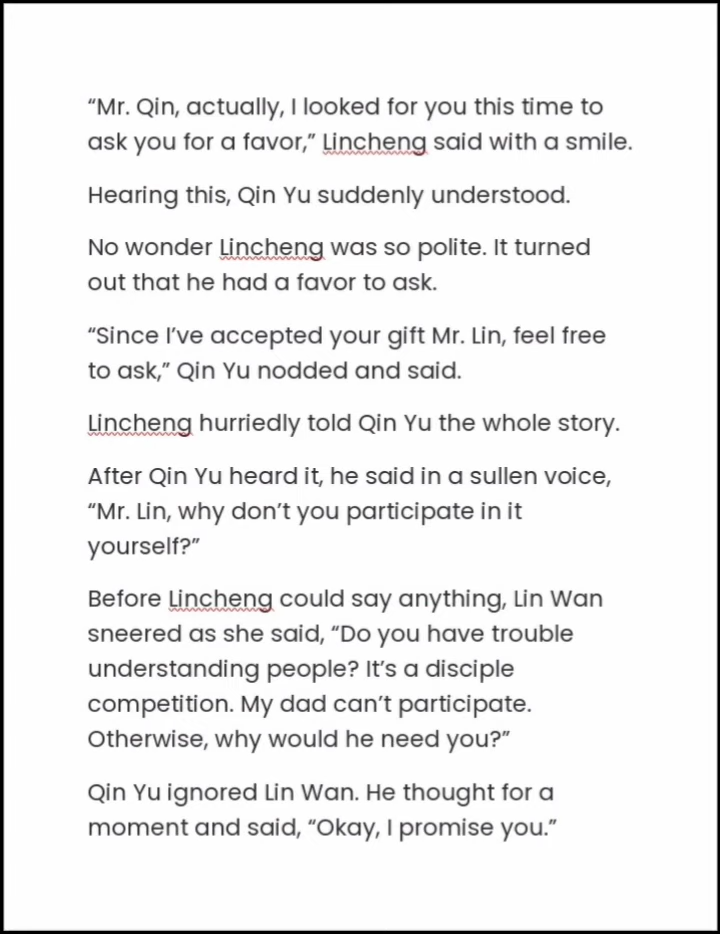 “Mr. Qin, actually, I looked for you this time to
ask you for a favor,” Lincheng said with a smile.
Hearing this, Qin Yu suddenly understood.
No wonder Lincheng was so polite. It turned
out that he had a favor to ask.
“Since I’ve accepted your gift Mr. Lin, feel free
to ask,” Qin Yu nodded and said.
Lincheng hurriedly told Qin Yu the whole story.
After Qin Yu heard it, he said in a sullen voice,
“Mr. Lin, why don’t you participate in it
yourself?”
Before Lincheng could say anything, Lin Wan
sneered as she said, “Do you have trouble
understanding people? It’s a disciple
competition. My dad can’t participate.
Otherwise, why would he need you?”
Qin Yu ignored Lin Wan. He thought for a
moment and said, “Okay, I promise you.”